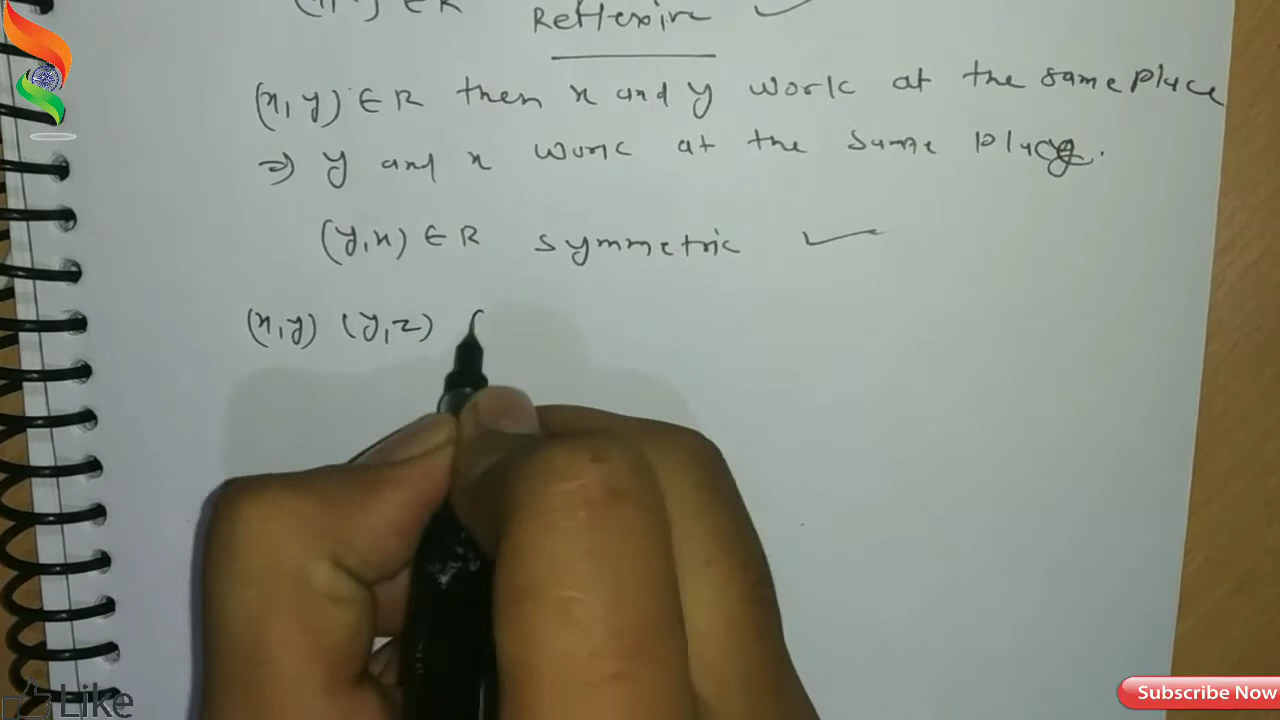 (x,x) ∈ R Reflexive ✓
(x,y) ∈ R then x and y work at the same place
⇒ y and x work at the same place.
(y,x) ∈ R symmetric ✓
(x,y) (y,z) (
Like
Subscribe Now